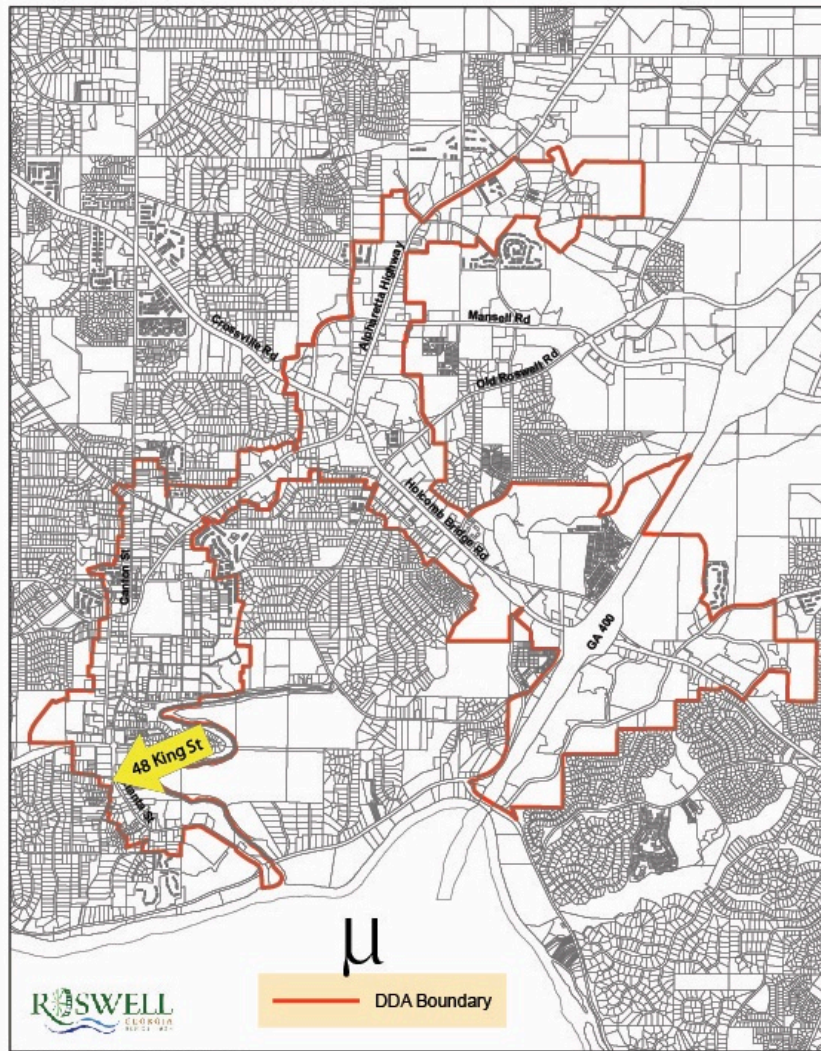 Alpharetta Highway
Mansell Rd
Crossville Rd
Old Roswell Rd
Holcomb Bridge Rd
Canton St
GA 400
48 King St
µ
ROSWELL
GEORGIA
DDA Boundary